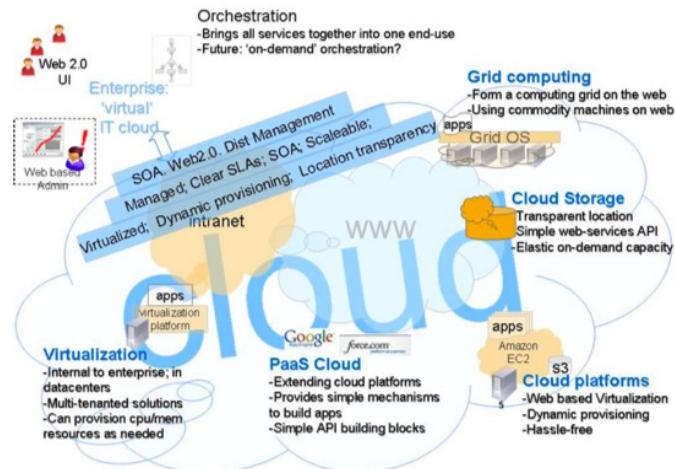 Orchestration
-Brings all services together into one end-use
-Future: 'on-demand' orchestration?
Web 2.0
UI
Enterprise:
'virtual'
IT cloud
Web based
Admin
SOA. Web2.0. Dist Management
Managed; Clear SLAs; SOA; Scaleable;
Virtualized; Dynamic provisioning; Location transparency
Grid computing
-Form a computing grid on the web
-Using commodity machines on web
apps
Grid OS
intranet
www
cloud
Cloud Storage
Transparent location
Simple web-services API
-Elastic on-demand capacity
apps
virtualization
platform
Virtualization
-Internal to enterprise; in
datacenters
-Multi-tenanted solutions
-Can provision cpu/mem
resources as needed
Google
force.com
PaaS Cloud
-Extending cloud platforms
-Provides simple mechanisms
to build apps
-Simple API building blocks
apps
Amazon
EC2
S3
5
Cloud platforms
-Web based Virtualization
-Dynamic provisioning
-Hassle-free